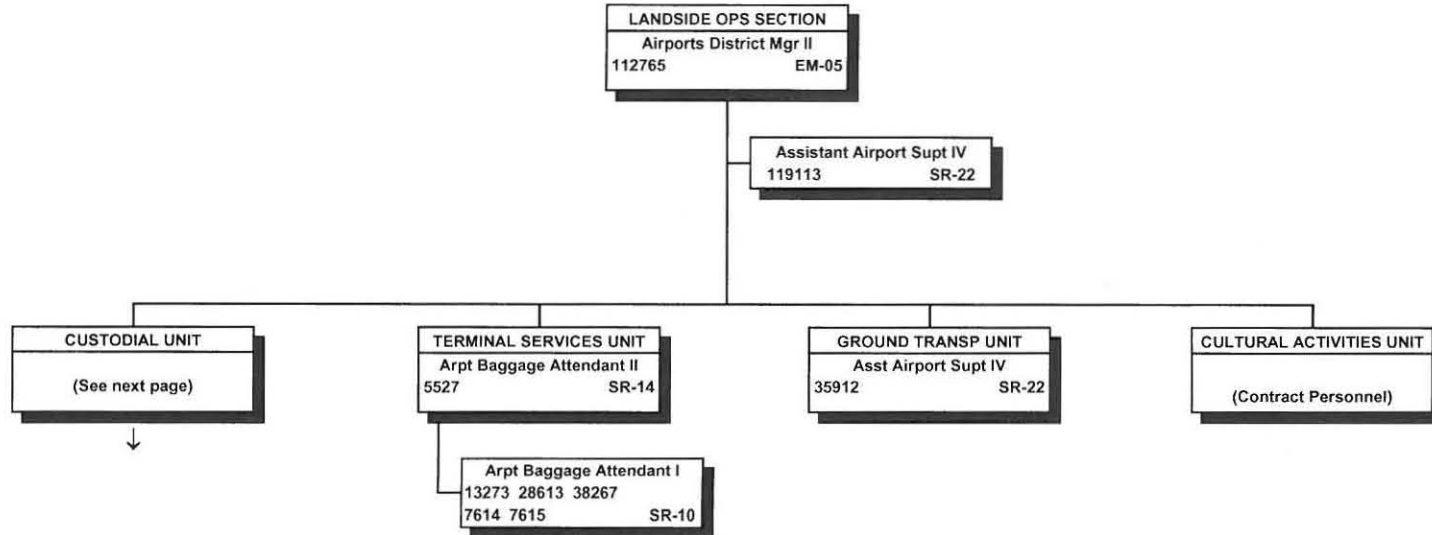 LANDSIDE OPS SECTION
Airports District Mgr II
112765 EM-05
Assistant Airport Supt IV
119113 SR-22
CUSTODIAL UNIT
(See next page)
↓
TERMINAL SERVICES UNIT
Arpt Baggage Attendant II
5527 SR-14
Arpt Baggage Attendant I
13273 28613 38267
7614 7615 SR-10
GROUND TRANSP UNIT
Asst Airport Supt IV
35912 SR-22
CULTURAL ACTIVITIES UNIT
(Contract Personnel)